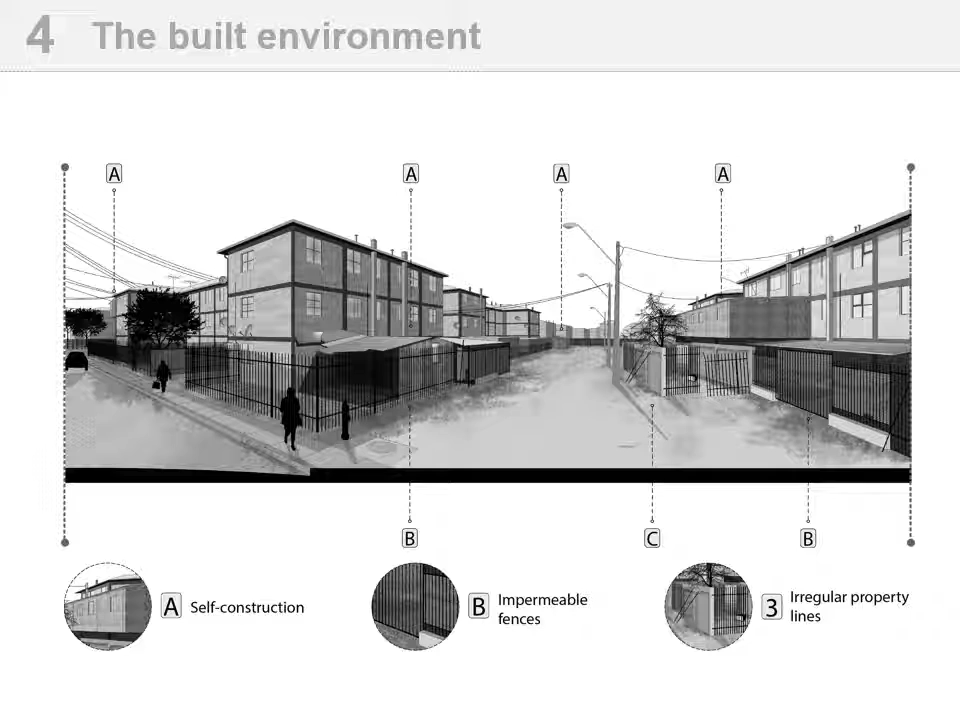 4 The built environment
A A A A
B C B
A Self-construction
B Impermeable
fences
3 Irregular property
lines